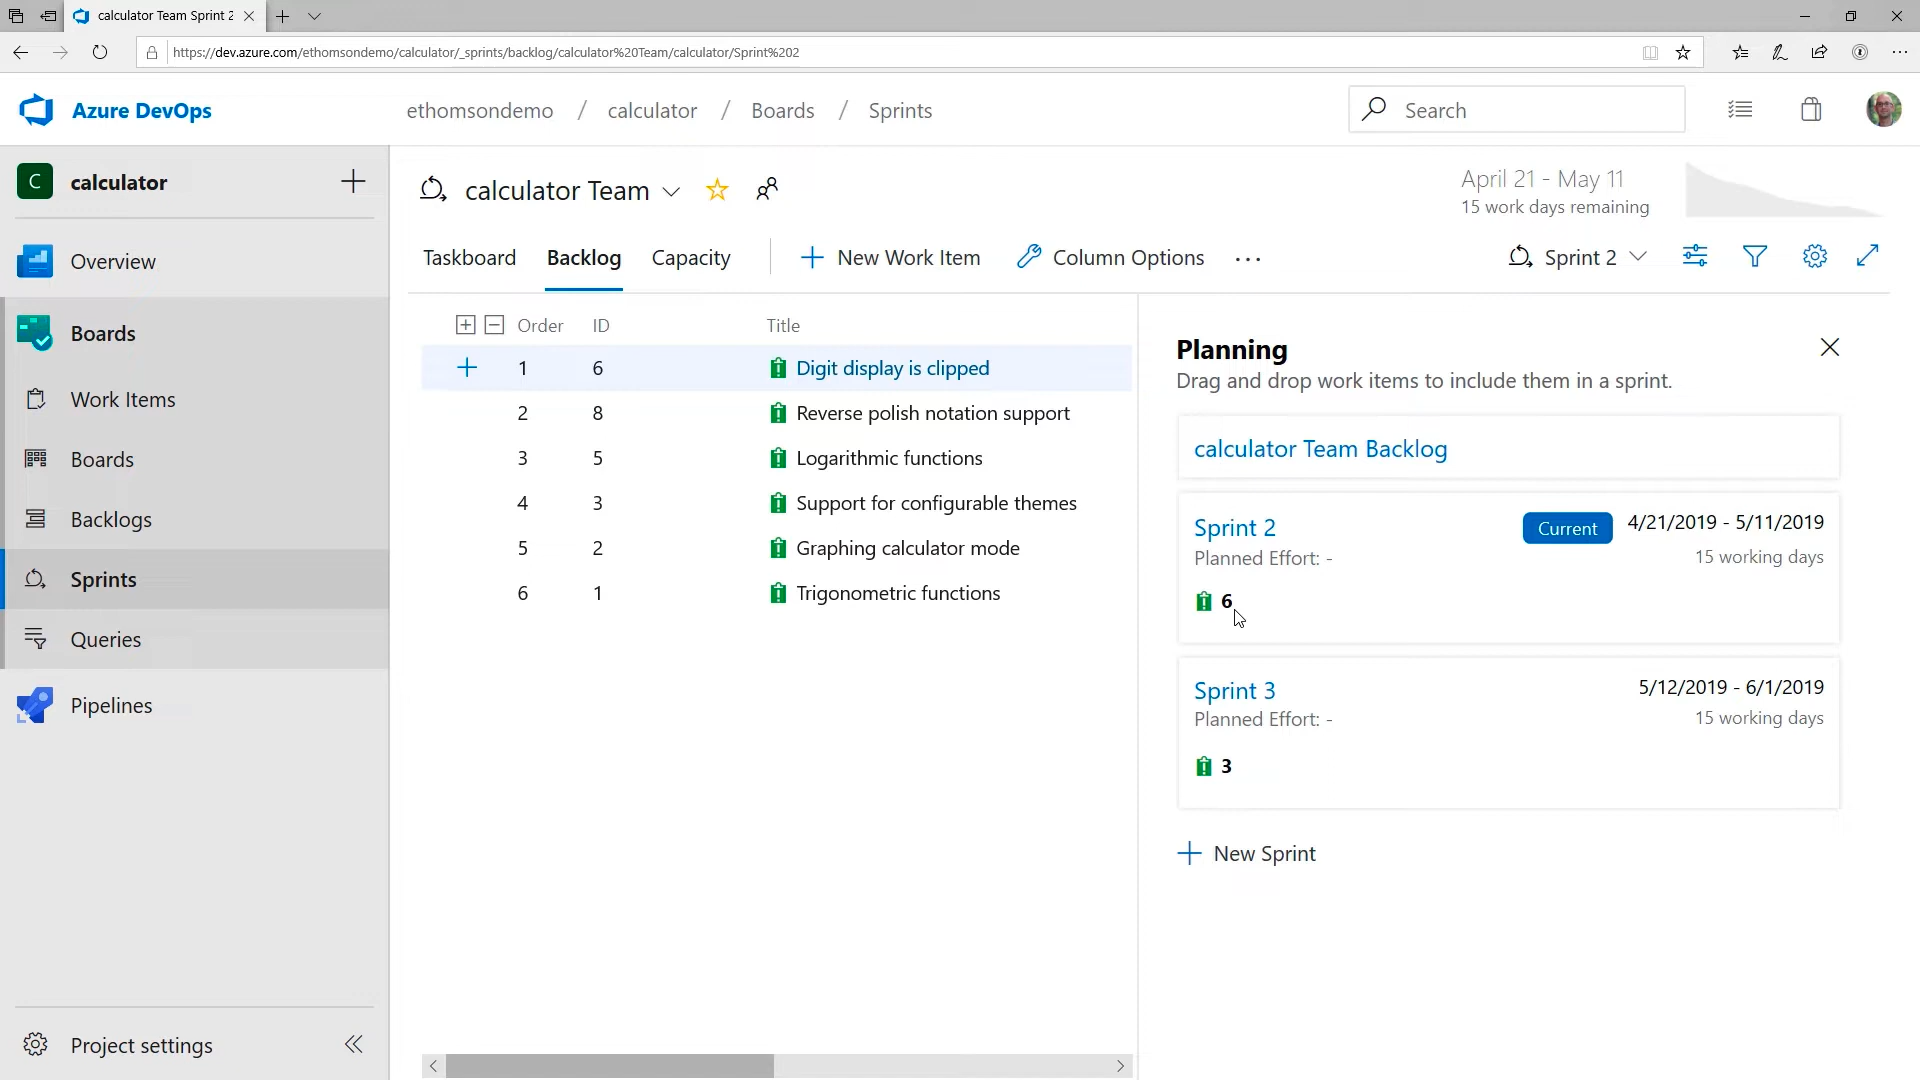 calculator Team Sprint 2
https://dev.azure.com/ethomsondemo/calculator/_sprints/backlog/calculator%20Team/calculator/Sprint%202
Azure DevOps
ethomsondemo / calculator / Boards / Sprints
Search
C calculator
Overview
Boards
Work Items
Boards
Backlogs
Sprints
Queries
Pipelines
Project settings
calculator Team
April 21 - May 11
15 work days remaining
Taskboard Backlog Capacity New Work Item Column Options ... Sprint 2
Order ID Title
1 6 Digit display is clipped
2 8 Reverse polish notation support
3 5 Logarithmic functions
4 3 Support for configurable themes
5 2 Graphing calculator mode
6 1 Trigonometric functions
Planning
Drag and drop work items to include them in a sprint.
calculator Team Backlog
Sprint 2 Current 4/21/2019 - 5/11/2019
Planned Effort: - 15 working days
6
Sprint 3 5/12/2019 - 6/1/2019
Planned Effort: - 15 working days
3
New Sprint